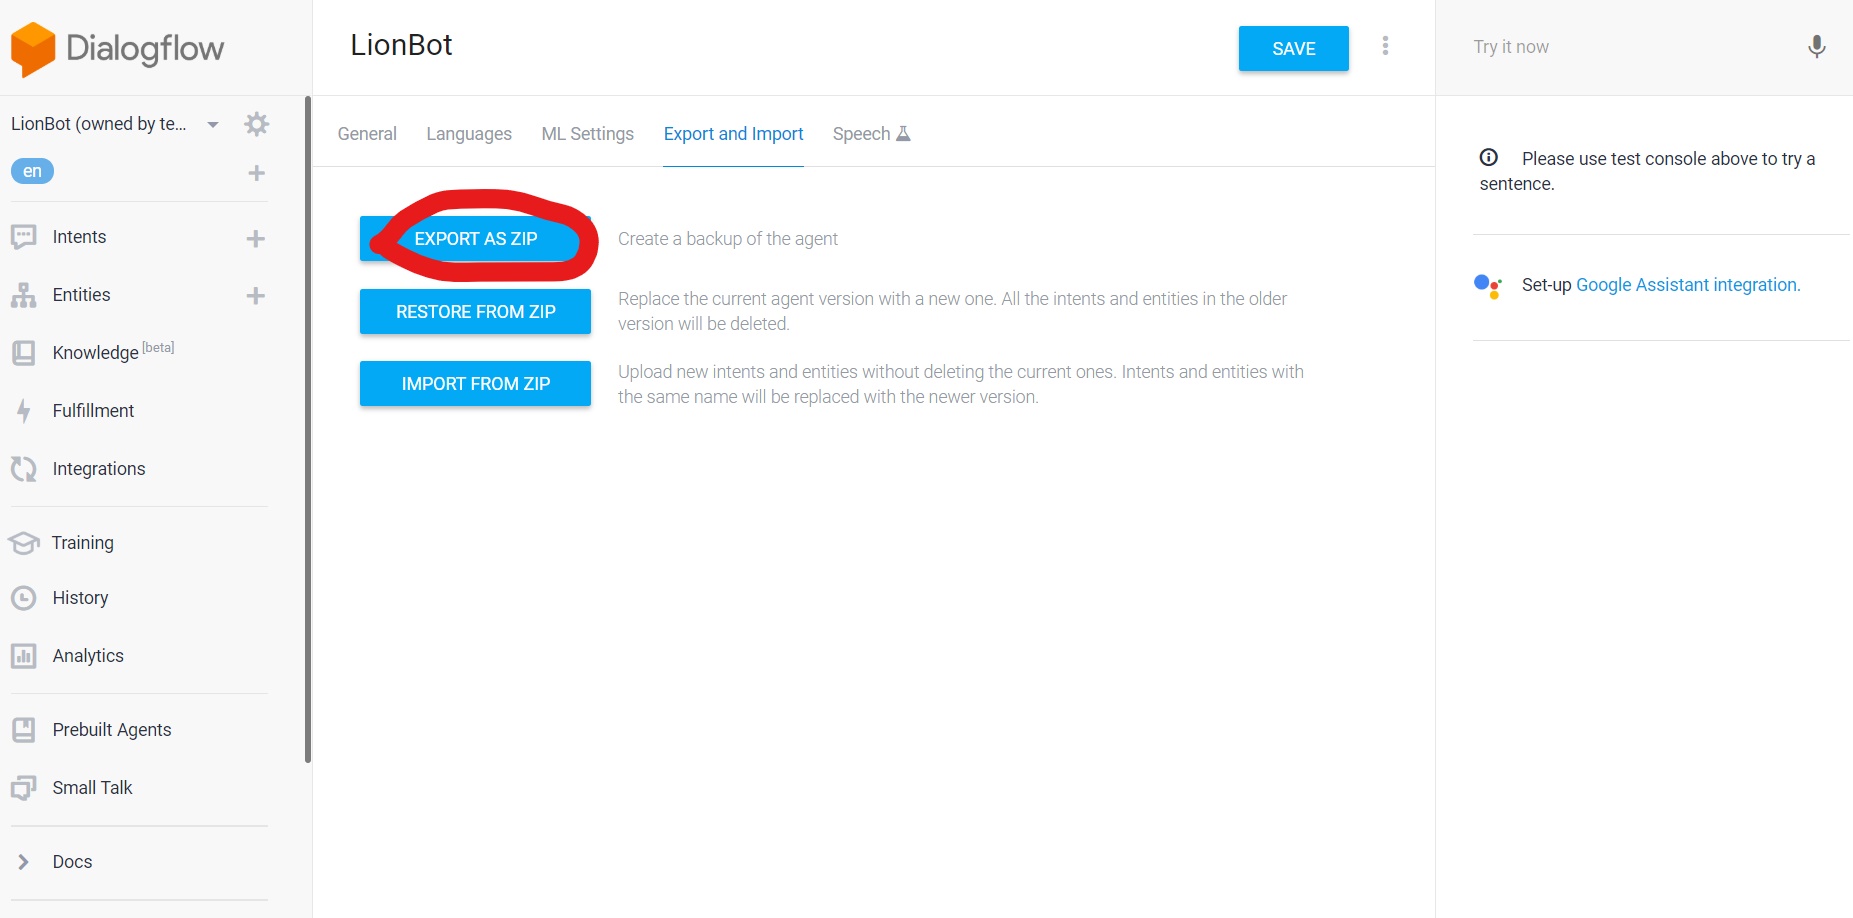 Dialogflow
LionBot
SAVE
Try it now
LionBot (owned by te...
en
General
Languages
ML Settings
Export and Import
Speech
Intents
Entities
Knowledge [beta]
Fulfillment
Integrations
Training
History
Analytics
Prebuilt Agents
Small Talk
Docs
EXPORT AS ZIP
Create a backup of the agent
RESTORE FROM ZIP
Replace the current agent version with a new one. All the intents and entities in the older
version will be deleted.
IMPORT FROM ZIP
Upload new intents and entities without deleting the current ones. Intents and entities with
the same name will be replaced with the newer version.
Please use test console above to try a
sentence.
Set-up Google Assistant integration.